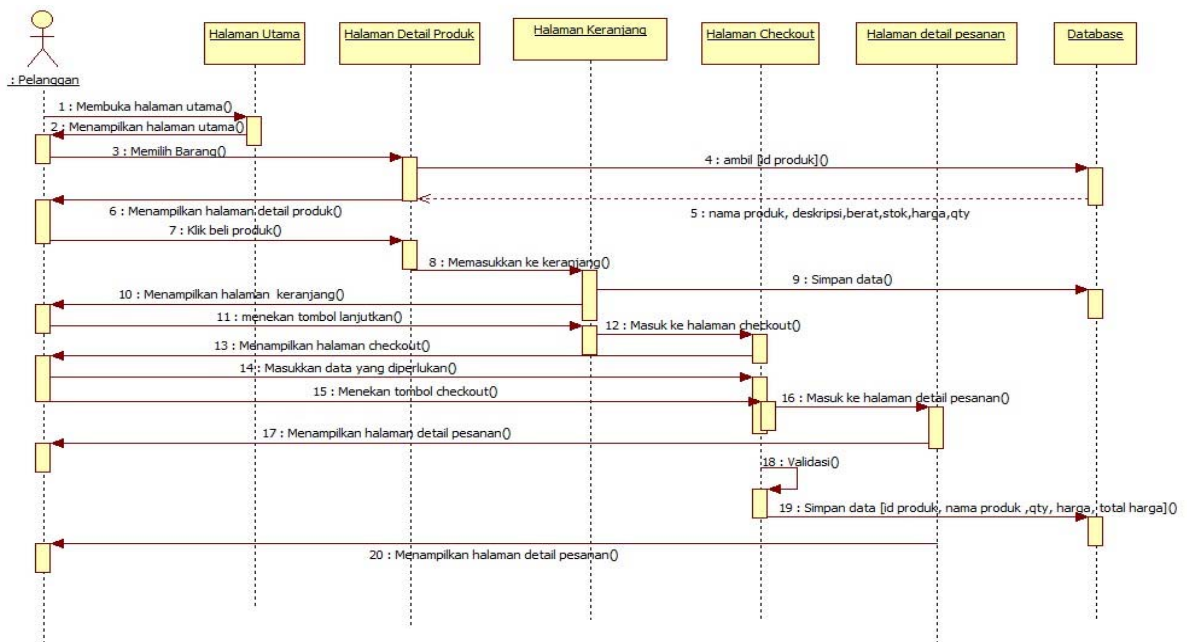 Halaman Utama
Halaman Detail Produk
Halaman Keranjang
Halaman Checkout
Halaman detail pesanan
Database
: Pelanggan
1 : Membuka halaman utama()
2 : Menampilkan halaman utama()
3 : Memilih Barang()
4 : ambil [id produk]()
5 : nama produk, deskripsi,berat,stok,harga,qty
6 : Menampilkan halaman detail produk()
7 : Klik beli produk()
8 : Memasukkan ke keranjang()
9 : Simpan data()
10 : Menampilkan halaman keranjang()
11 : menekan tombol lanjutkan()
12 : Masuk ke halaman checkout()
13 : Menampilkan halaman checkout()
14 : Masukkan data yang diperlukan()
15 : Menekan tombol checkout()
16 : Masuk ke halaman detail pesanan()
17 : Menampilkan halaman detail pesanan()
18 : Validasi()
19 : Simpan data [id produk, nama produk ,qty, harga, total harga]()
20 : Menampilkan halaman detail pesanan()